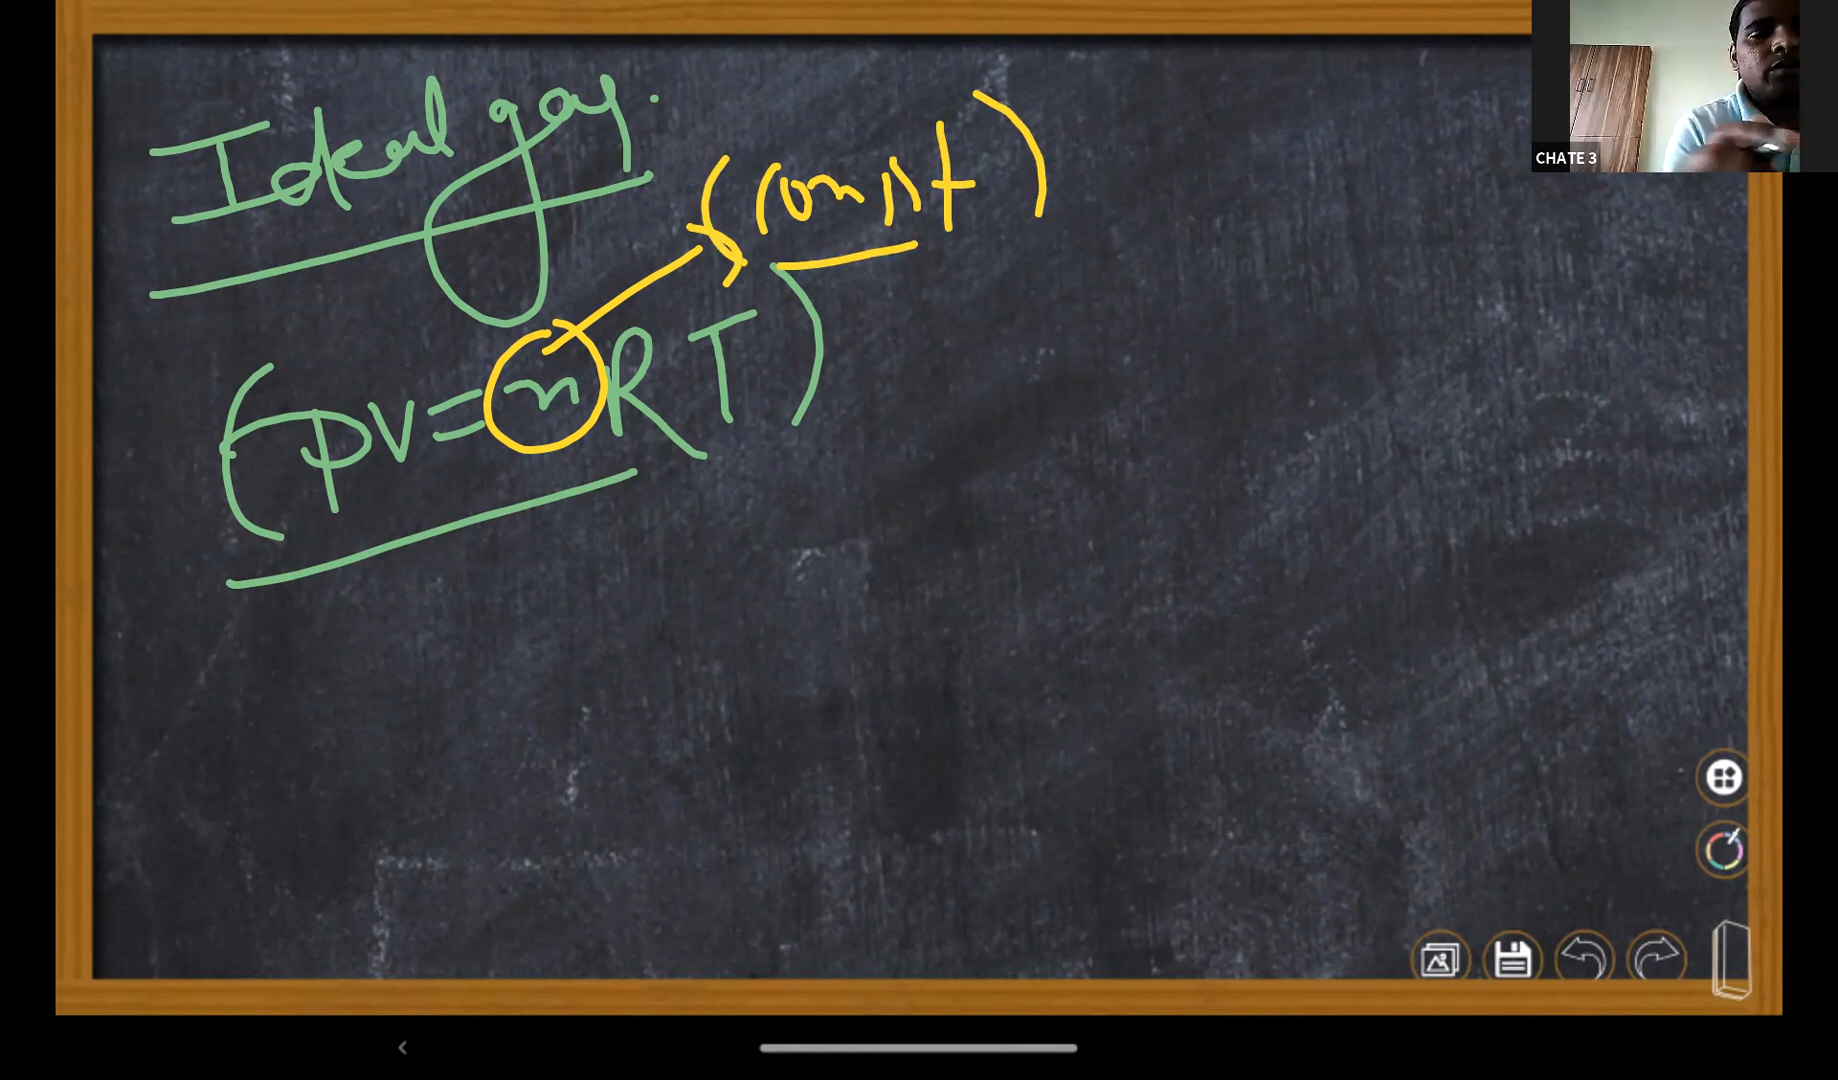 Ideal gas.
(const)
(PV=nRT)
CHATE 3